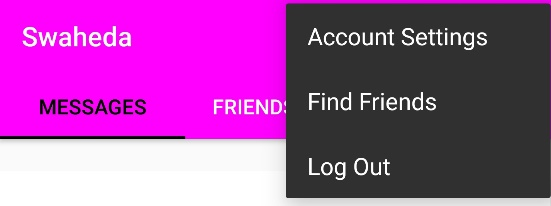 Swaheda
MESSAGES
Account Settings
Find Friends
Log Out